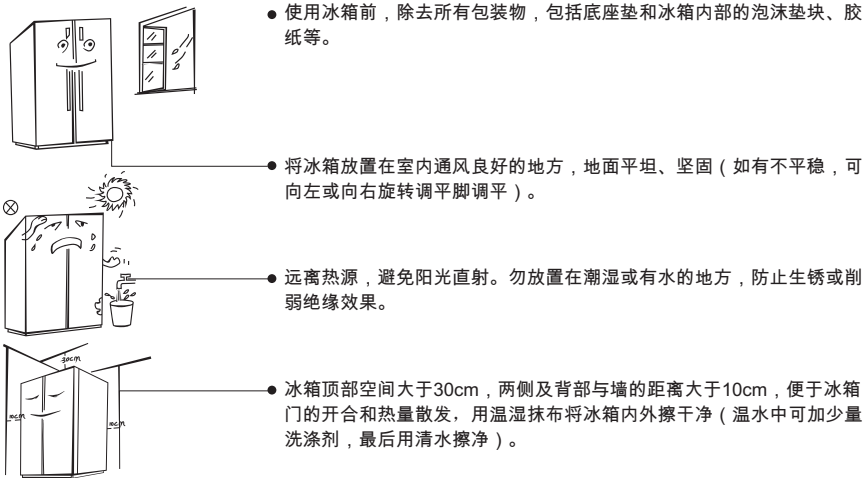 使用冰箱前，除去所有包装物，包括底座垫和冰箱内部的泡沫垫块、胶
纸等。
将冰箱放置在室内通风良好的地方，地面平坦、坚固（如有不平稳，可
向左或向右旋转调平脚调平）。
远离热源，避免阳光直射。勿放置在潮湿或有水的地方，防止生锈或削
弱绝缘效果。
30cm
冰箱顶部空间大于30cm，两侧及背部与墙的距离大于10cm，便于冰箱
门的开合和热量散发，用温湿抹布将冰箱内外擦干净（温水中可加少量
洗涤剂，最后用清水擦净）。
10cm
10cm